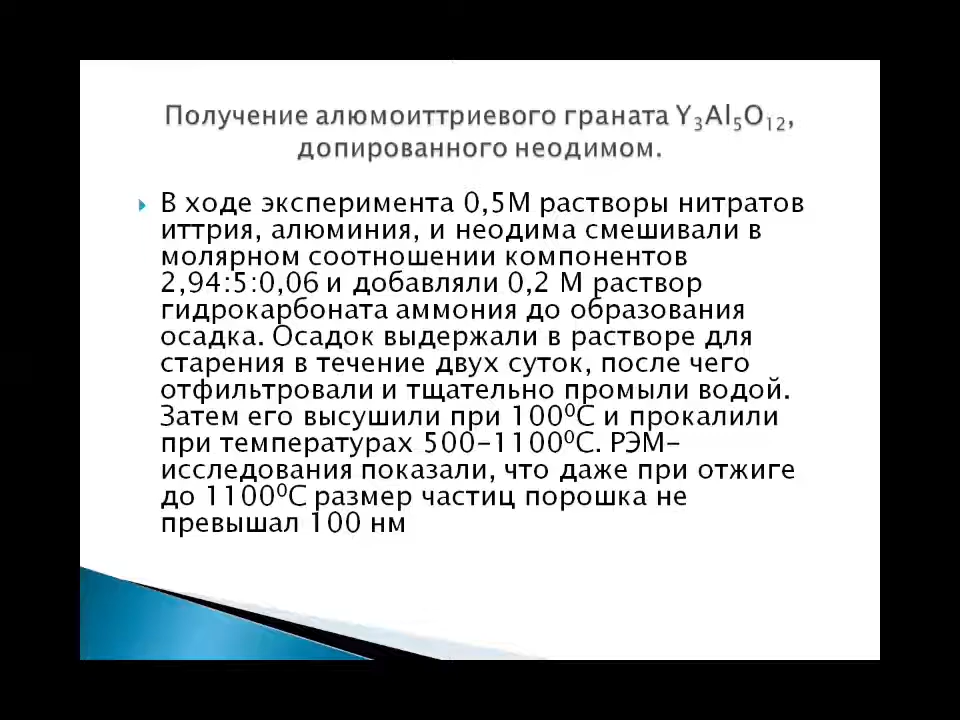 Получение алюмоиттриевого граната Y₃Al₅O₁₂,
допированного неодимом.
В ходе эксперимента 0,5М растворы нитратов
иттрия, алюминия, и неодима смешивали в
молярном соотношении компонентов
2,94:5:0,06 и добавляли 0,2 М раствор
гидрокарбоната аммония до образования
осадка. Осадок выдержали в растворе для
старения в течение двух суток, после чего
отфильтровали и тщательно промыли водой.
Затем его высушили при 100⁰С и прокалили
при температурах 500-1100⁰С. РЭМ-
исследования показали, что даже при отжиге
до 1100⁰С размер частиц порошка не
превышал 100 нм